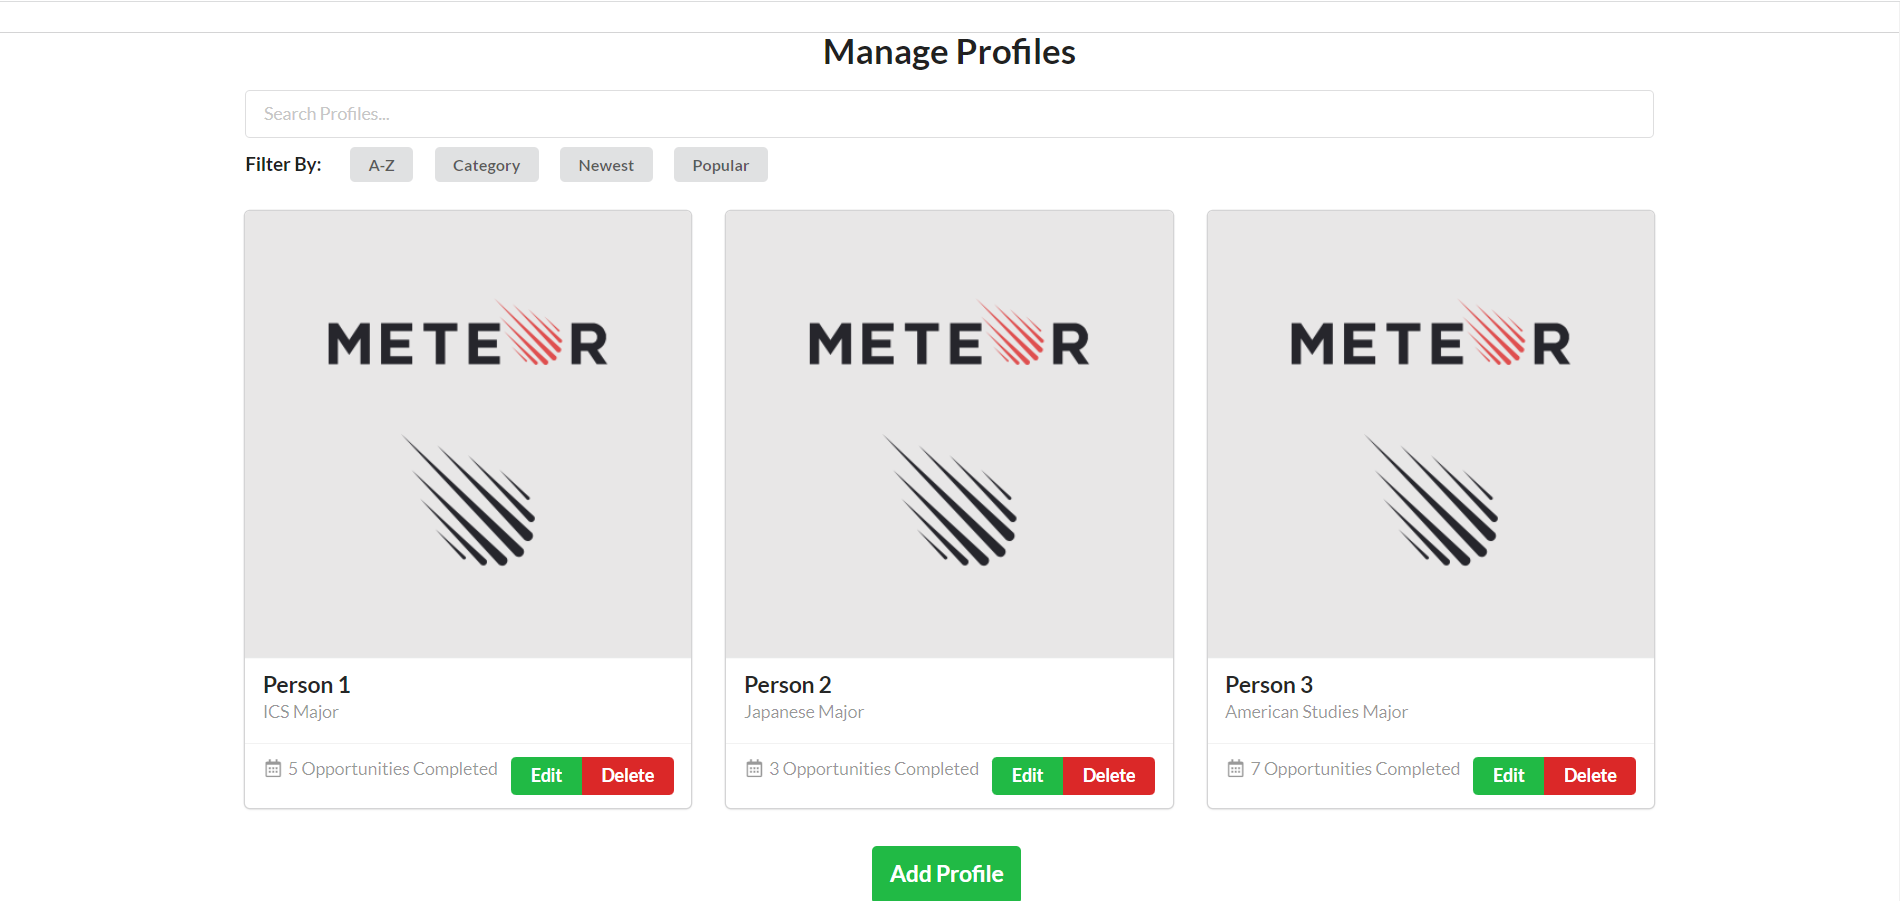 Manage Profiles
Search Profiles...
Filter By: A-Z Category Newest Popular
METEOR METEOR METEOR
Person 1 Person 2 Person 3
ICS Major Japanese Major American Studies Major
5 Opportunities Completed Edit Delete 3 Opportunities Completed Edit Delete 7 Opportunities Completed Edit Delete
Add Profile